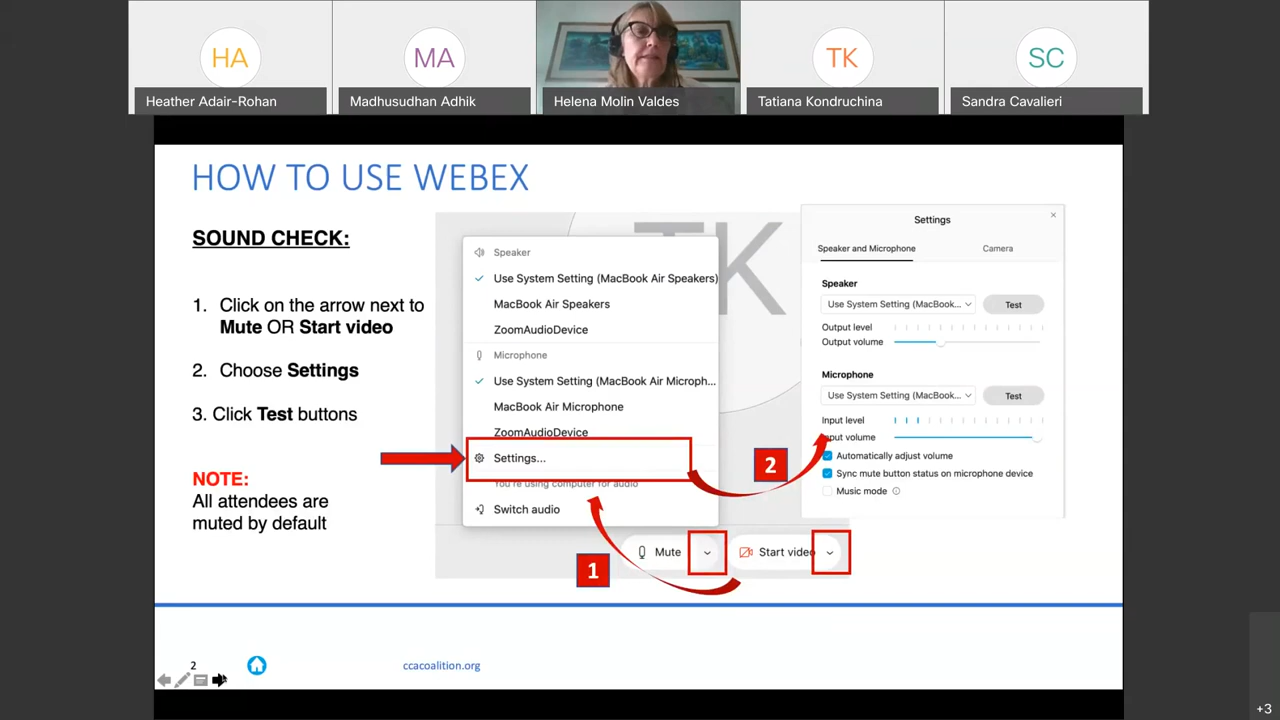 HA
MA
TK
SC
Heather Adair-Rohan
Madhusudhan Adhik
Helena Molin Valdes
Tatiana Kondruchina
Sandra Cavalieri
HOW TO USE WEBEX
SOUND CHECK:
1. Click on the arrow next to
Mute OR Start video
2. Choose Settings
3. Click Test buttons
NOTE:
All attendees are
muted by default
TK
Speaker
Use System Setting (MacBook Air Speakers)
MacBook Air Speakers
ZoomAudioDevice
Microphone
Use System Setting (MacBook Air Microph...
MacBook Air Microphone
ZoomAudioDevice
Settings...
You're using computer for audio
Switch audio
1
Mute
Start video
2
Settings
Speaker and Microphone
Camera
Speaker
Use System Setting (MacBook...
Test
Output level
Output volume
Microphone
Use System Setting (MacBook...
Test
Input level
Input volume
Automatically adjust volume
Sync mute button status on microphone device
Music mode
2
ccacoalition.org
+3